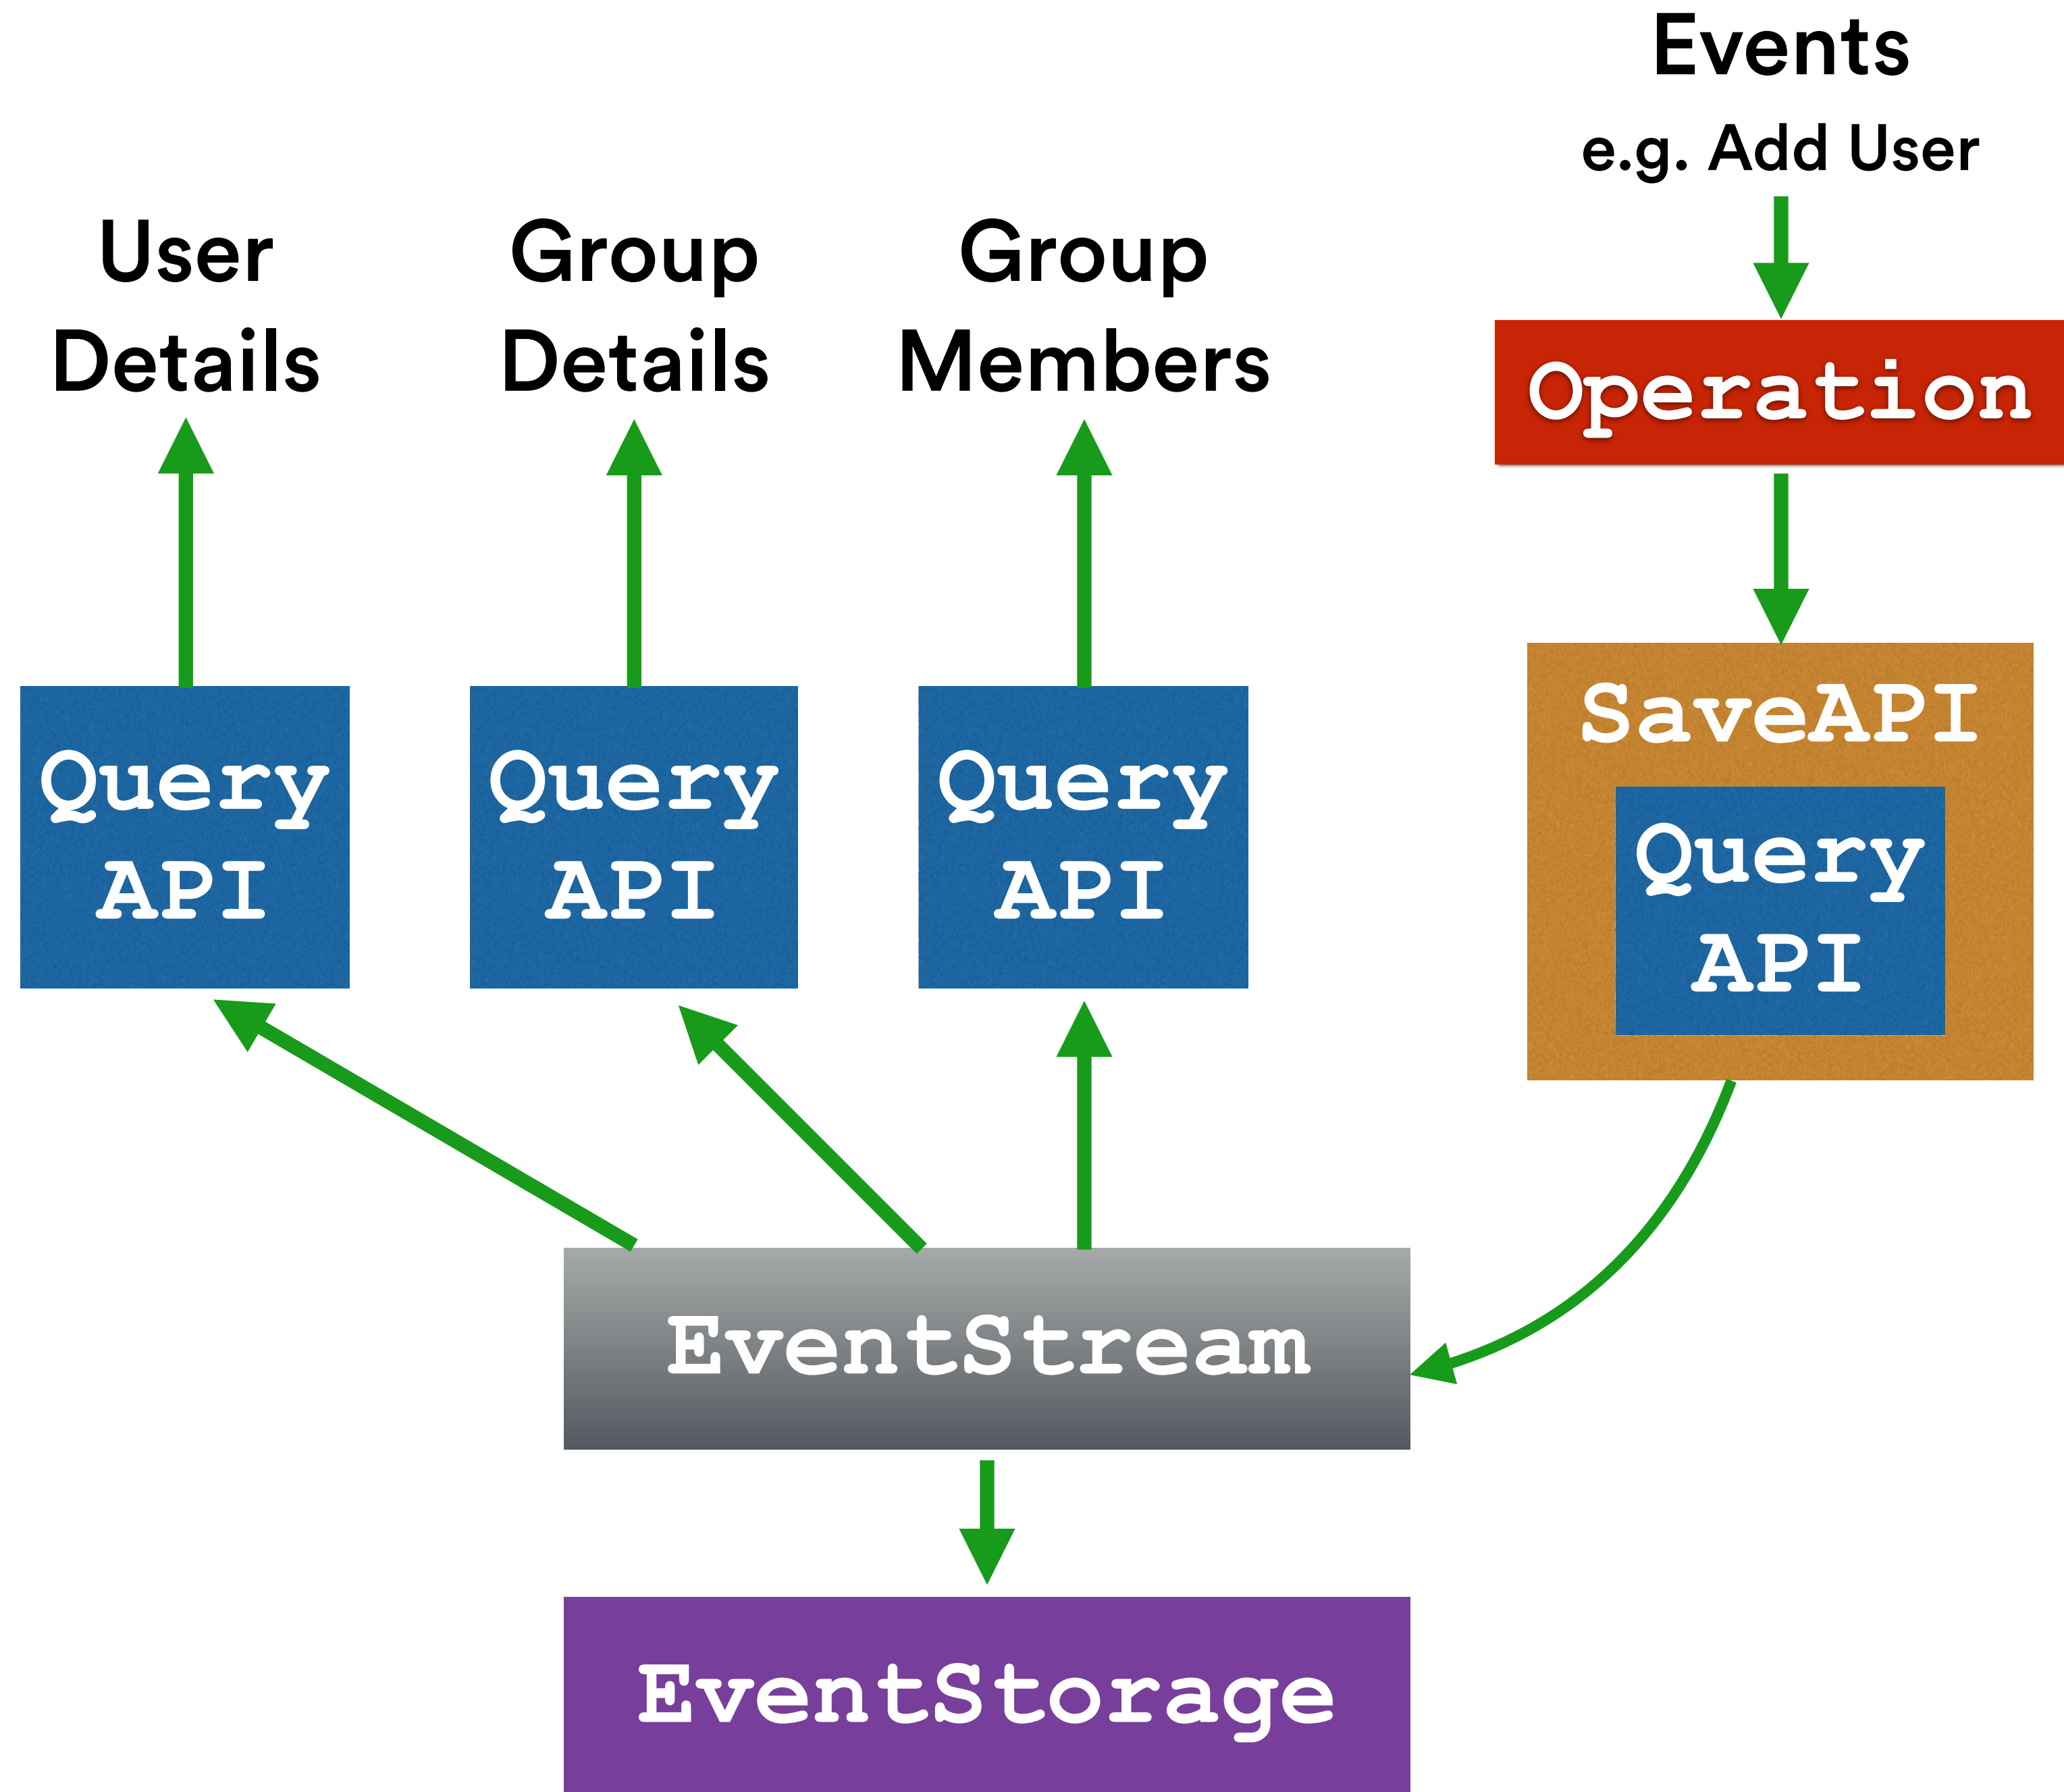 Events
e.g. Add User
User
Details
Group
Details
Group
Members
Operation
Query
API
Query
API
Query
API
SaveAPI
Query
API
EventStream
EventStorage